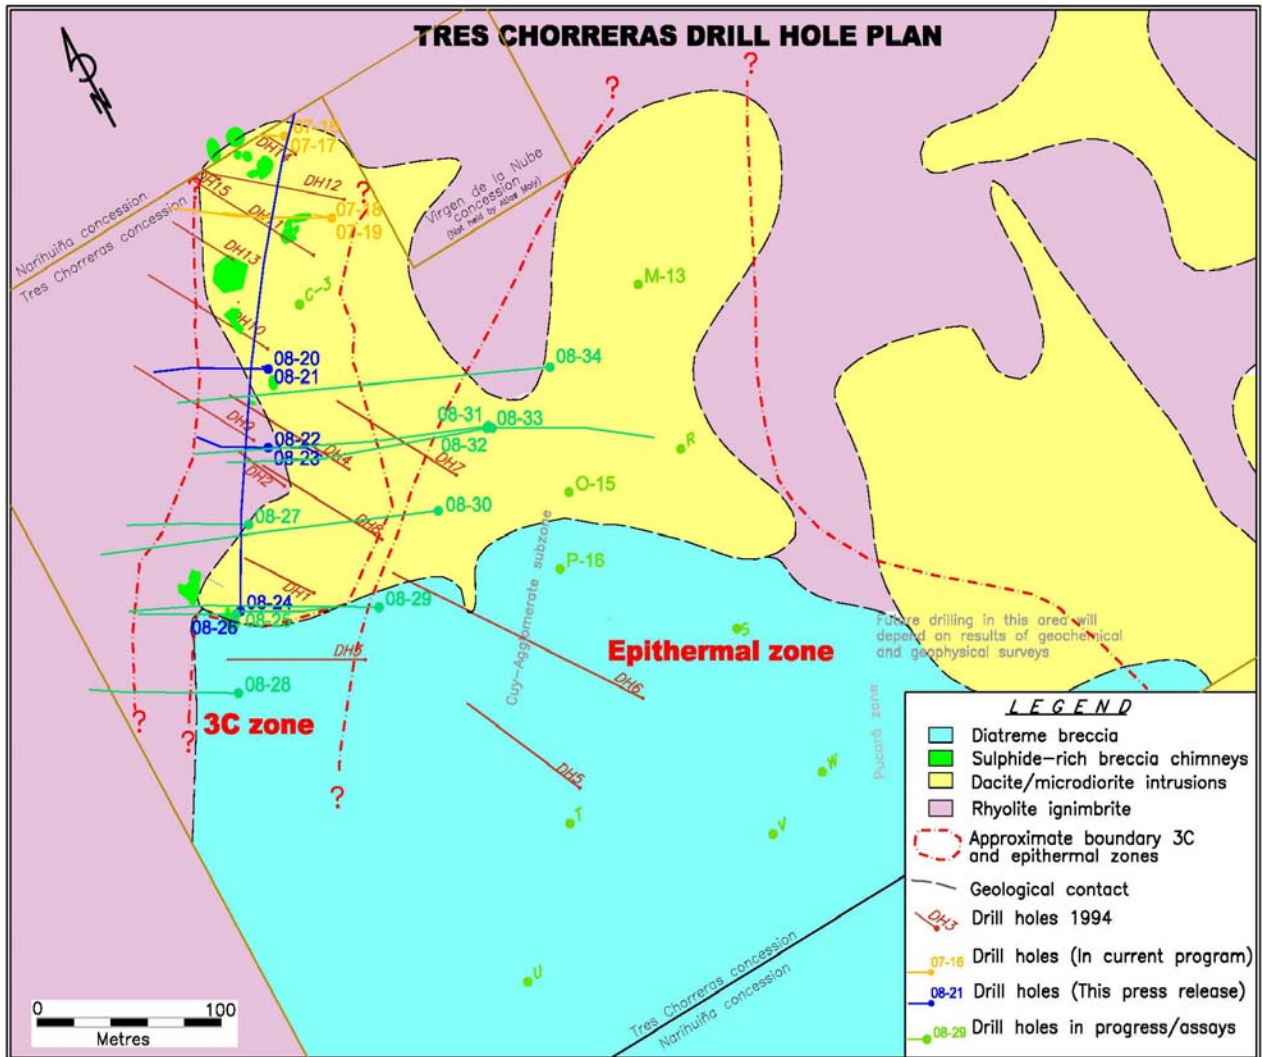 TRES CHORRERAS DRILL HOLE PLAN
N
?
?
07-16
07-17
DH14
DH15
DH12
?
Virgen de la Nube
concession
(Not held by Atlas Moly)
Narihuiña concession
Tres Chorreras concession
07-18
07-19
DH13
C-3
M-13
DH10
08-20
08-21
08-34
08-31
08-33
08-32
DH4
DH7
08-22
08-23
DH2
R
O-15
08-30
08-27
Cuy-Agglomerate subzone
P-16
DH1
08-29
08-24
08-25
08-26
S
Future drilling in this area will
depend on results of geochemical
and geophysical surveys
Epithermal zone
DH6
08-28
3C zone
?
?
?
Pucará zone
DH5
W
T
V
U
Tres Chorreras concession
Narihuiña concession
LEGEND
Diatreme breccia
Sulphide-rich breccia chimneys
Dacite/microdiorite intrusions
Rhyolite ignimbrite
Approximate boundary 3C
and epithermal zones
Geological contact
DH3 Drill holes 1994
07-16 Drill holes (In current program)
08-21 Drill holes (This press release)
08-29 Drill holes in progress/assays
0 100
Metres